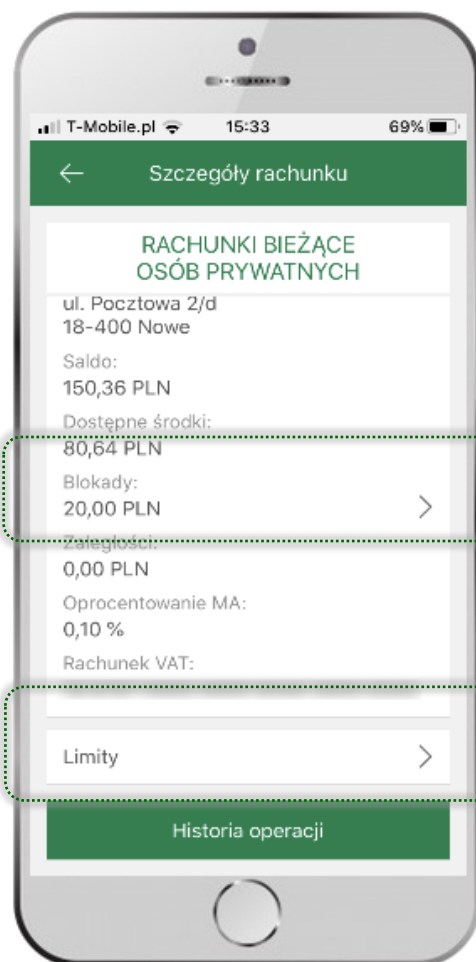 T-Mobile.pl 15:33 69%
Szczegóły rachunku
RACHUNKI BIEŻĄCE
OSÓB PRYWATNYCH
ul. Pocztowa 2/d
18-400 Nowe
Saldo:
150,36 PLN
Dostępne środki:
80,64 PLN
Blokady:
20,00 PLN
Zaległości:
0,00 PLN
Oprocentowanie MA:
0,10 %
Rachunek VAT:
Limity
Historia operacji